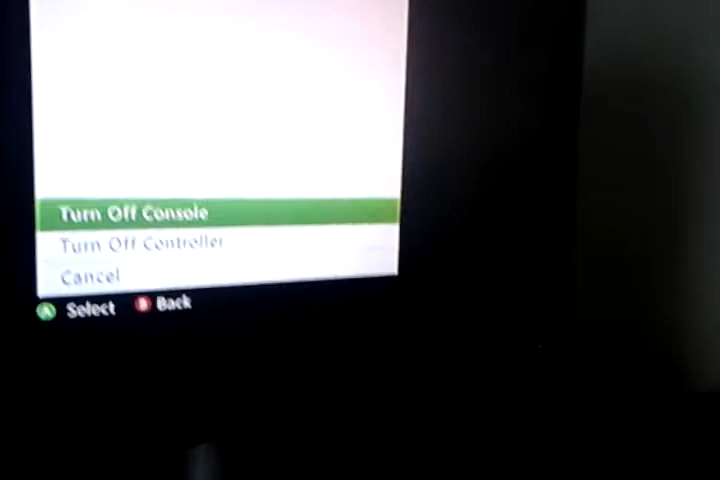 Turn Off Console
Turn Off Controller
Cancel
A Select B Back